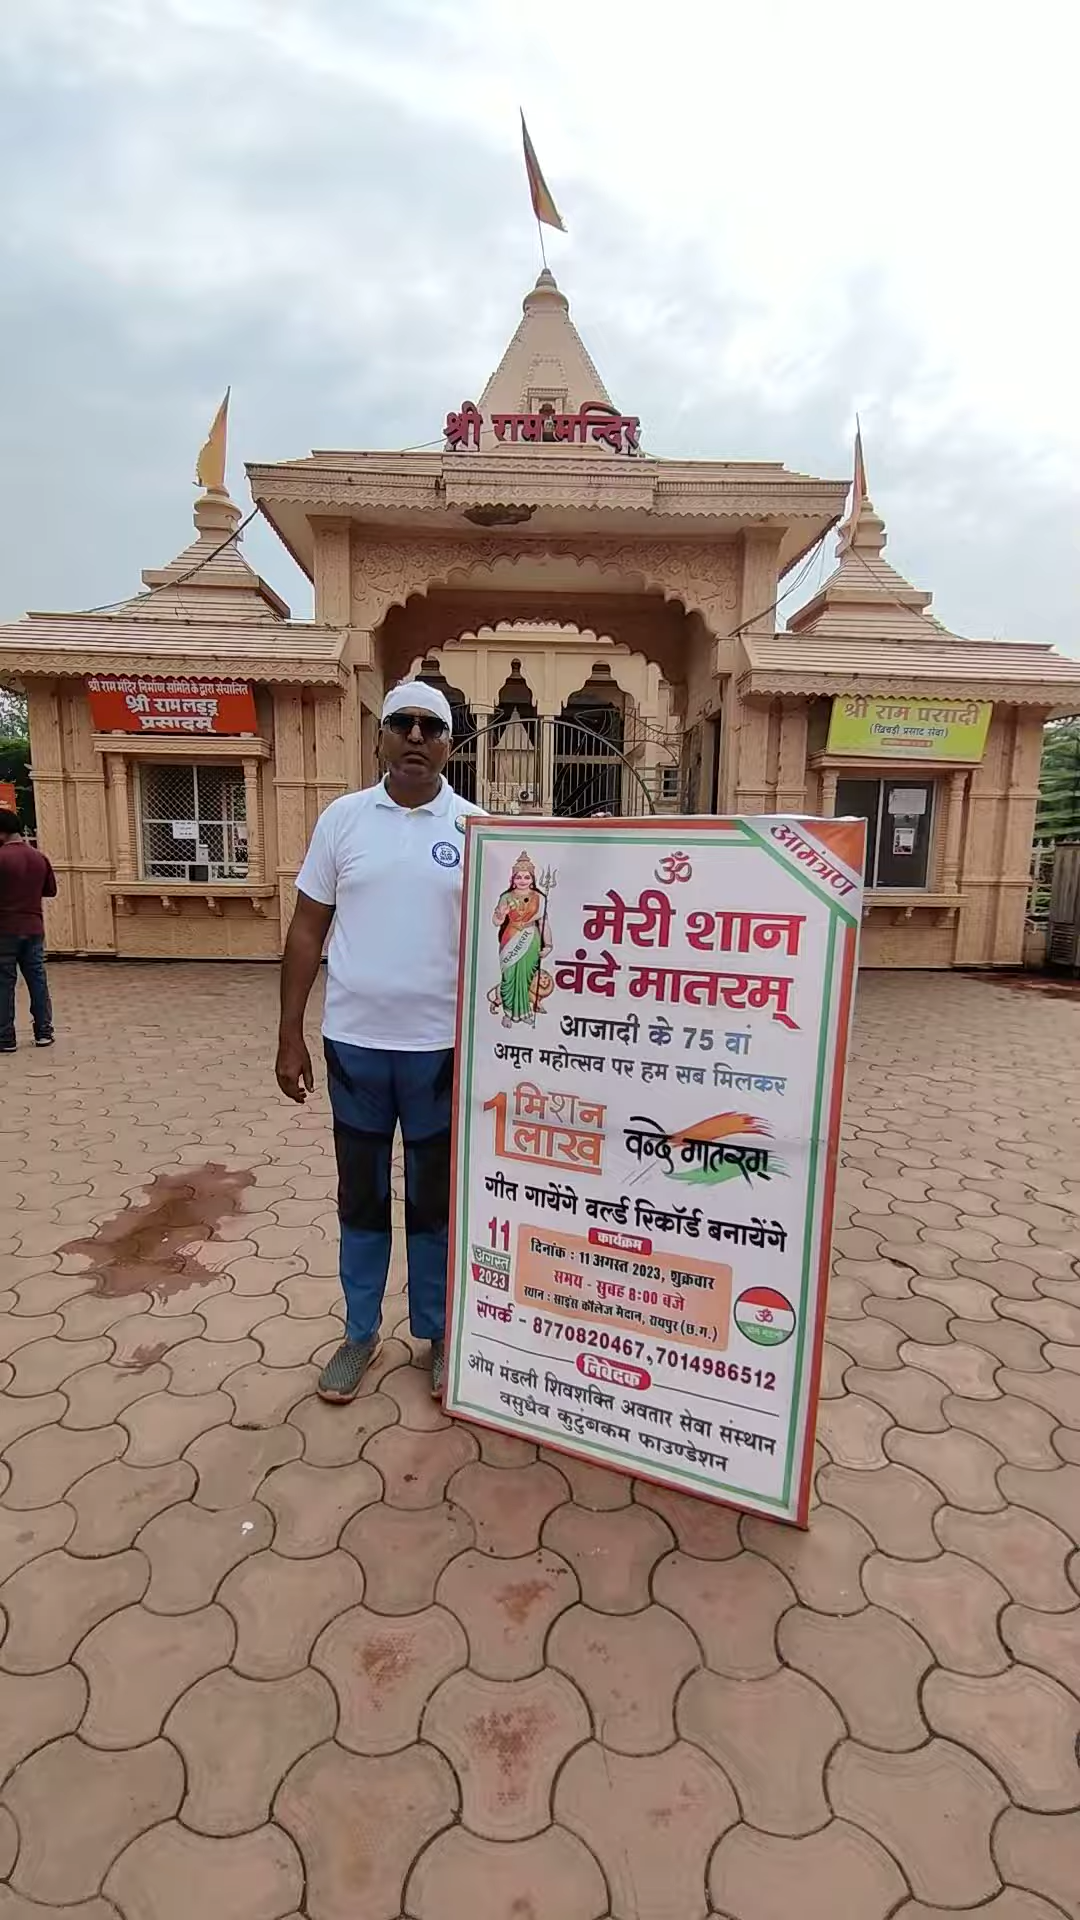 श्री राम मन्दिर
श्री राम मंदिर निर्माण समिति के द्वारा संचालित
श्री रामलड्डू
प्रसादम्
श्री राम प्रसादी
(खिचड़ी प्रसाद सेवा)
आमंत्रण
ॐ
मेरी शान
वंदे मातरम्
आजादी के 75 वां
अमृत महोत्सव पर हम सब मिलकर
मिशन
1 लाख
वन्दे मातरम्
गीत गायेंगे वर्ल्ड रिकॉर्ड बनायेंगे
कार्यक्रम
11
अगस्त
2023
दिनांक : 11 अगस्त 2023, शुक्रवार
समय - सुबह 8:00 बजे
स्थान : साइंस कॉलेज मैदान, रायपुर (छ.ग.)
ॐ
संपर्क - 8770820467,7014986512
निवेदक
ओम मंडली शिवशक्ति अवतार सेवा संस्थान
वसुधैव कुटुंबकम फाउण्डेशन